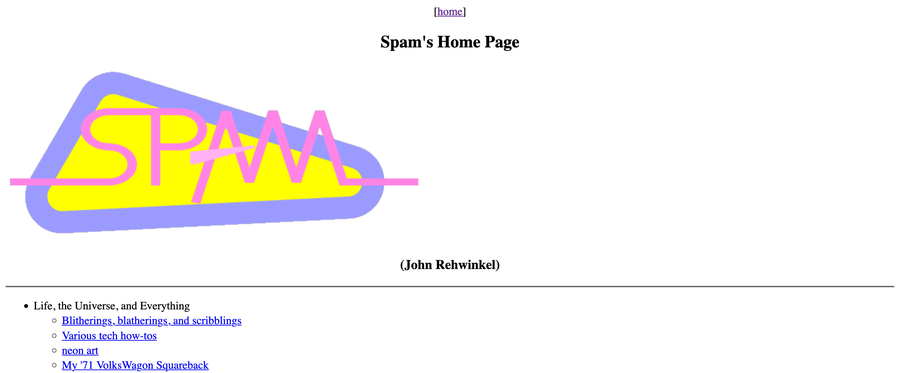 [home]
Spam's Home Page
SPAM
(John Rehwinkel)
Life, the Universe, and Everything
Blitherings, blatherings, and scribblings
Various tech how-tos
neon art
My '71 VolksWagon Squareback